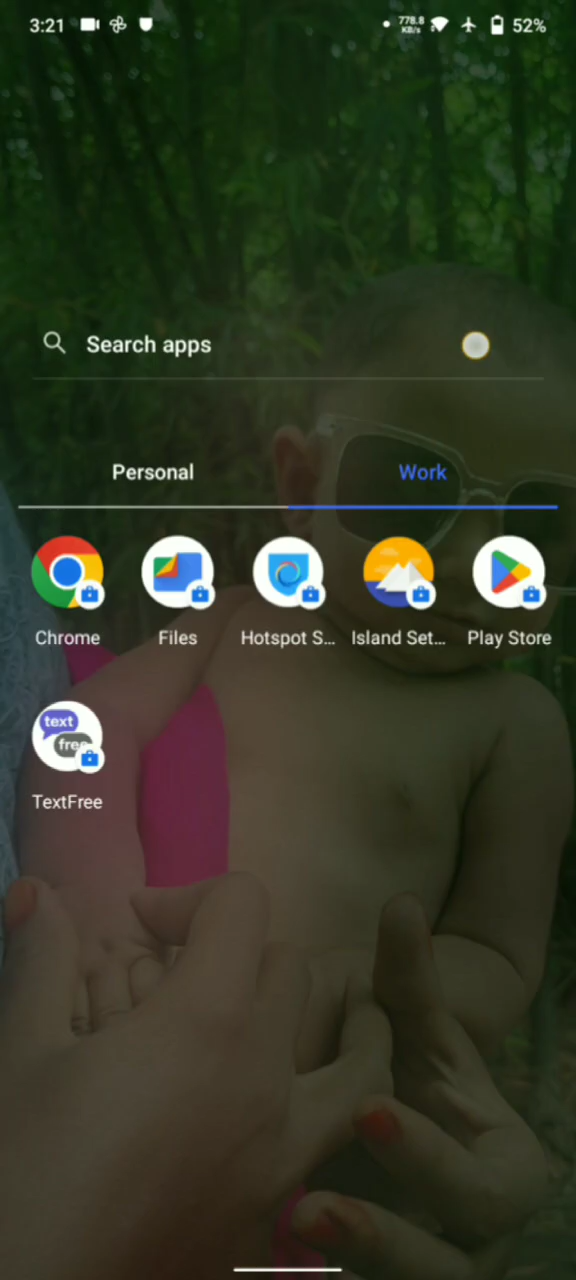 3:21 778.8 KB/s 52%
Search apps
Personal Work
Chrome Files Hotspot S... Island Set... Play Store
text
free
TextFree